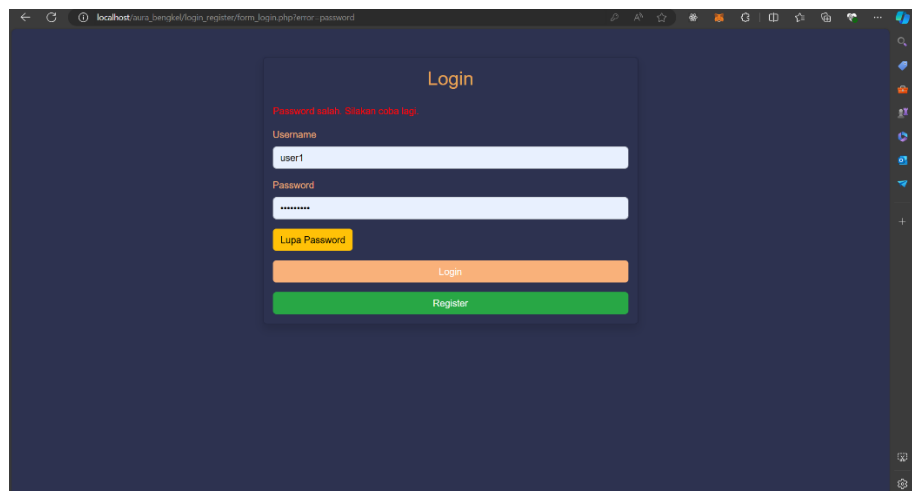 localhost/aura_bengkel/login_register/form_login.php?error=password
Login
Password salah. Silakan coba lagi.
Username
user1
Password
•••••••••
Lupa Password
Login
Register